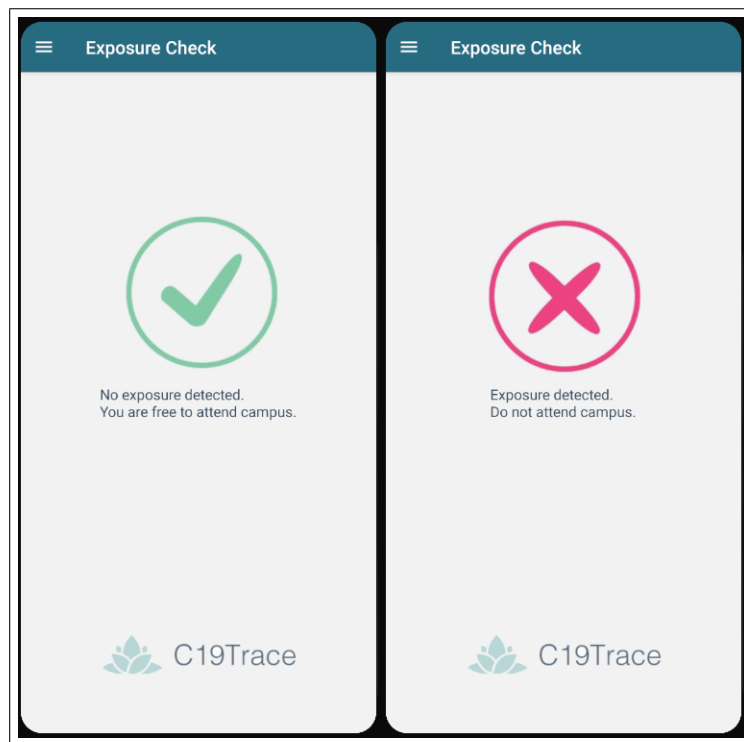 Exposure Check
No exposure detected.
You are free to attend campus.
C19Trace
Exposure Check
Exposure detected.
Do not attend campus.
C19Trace